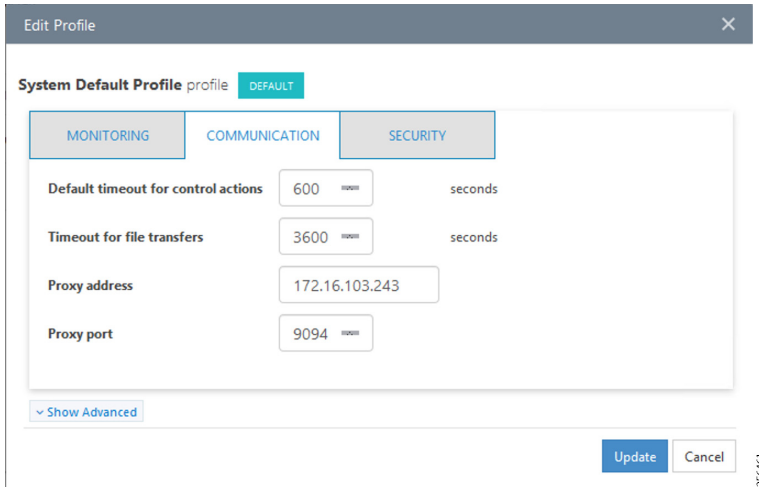 Edit Profile
System Default Profile profile DEFAULT
MONITORING COMMUNICATION SECURITY
Default timeout for control actions 600 seconds
Timeout for file transfers 3600 seconds
Proxy address 172.16.103.243
Proxy port 9094
Show Advanced
Update Cancel